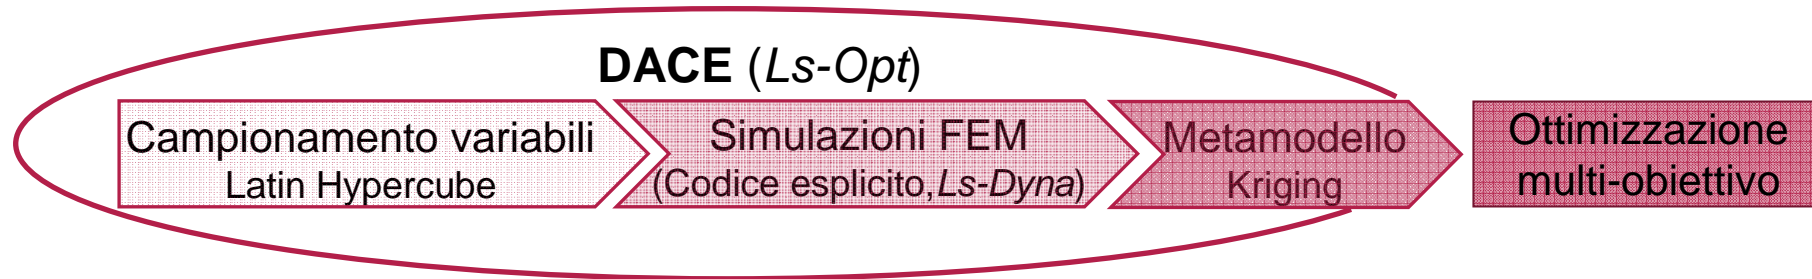 DACE (Ls-Opt)
Campionamento variabili
Latin Hypercube
Simulazioni FEM
(Codice esplicito, Ls-Dyna)
Metamodello
Kriging
Ottimizzazione
multi-obiettivo